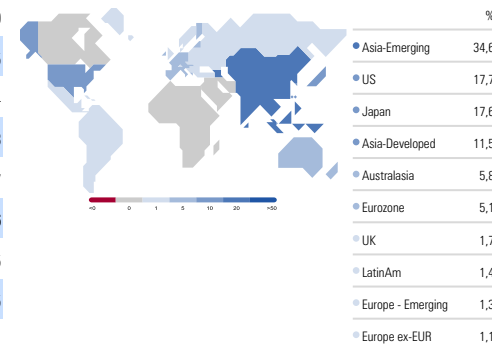 %
Asia-Emerging 34,6
US 17,7
Japan 17,6
Asia-Developed 11,5
Australasia 5,8
Eurozone 5,1
UK 1,7
LatinAm 1,4
Europe - Emerging 1,3
Europe ex-EUR 1,1
<0 0 1 5 10 20 >50